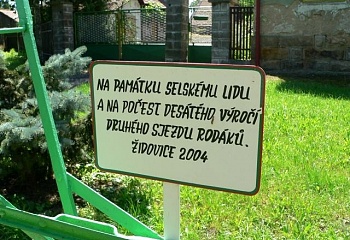 NA PAMÁTKU SELSKÉMU LIDU
A NA POČEST DESÁTÉHO VÝROČÍ
DRUHÉHO SJEZDU RODÁKŮ.
ŽIDOVICE 2004